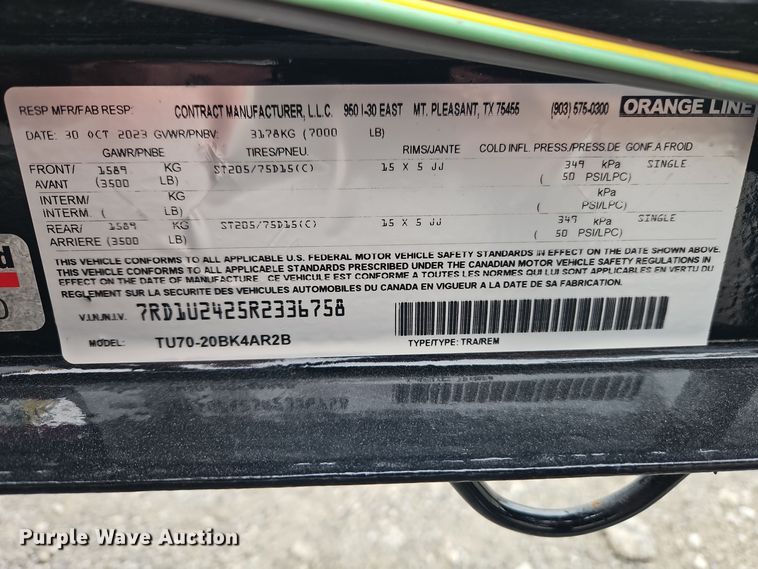 RESP MFR/FAB RESP: CONTRACT MANUFACTURER, L.L.C. 950 I-30 EAST MT. PLEASANT, TX 75455 (903) 575-0300 ORANGE LINE
DATE: 30 OCT 2023 GVWR/PNBV: 3178KG (7000 LB)
GAWR/PNBE TIRES/PNEU. RIMS/JANTE COLD INFL. PRESS/PRESS.DE GONF.A FROID
FRONT/ 1589 KG ST205/75D15(C) 15 X 5 JJ 349 kPa SINGLE
AVANT (3500 LB) ( 50 PSI/LPC)
INTERM/ KG kPa
INTERM. ( LB) ( PSI/LPC)
REAR/ 1589 KG ST205/75D15(C) 15 X 5 JJ 349 kPa SINGLE
ARRIERE (3500 LB) ( 50 PSI/LPC)
THIS VEHICLE CONFORMS TO ALL APPLICABLE U.S. FEDERAL MOTOR VEHICLE SAFETY STANDARDS IN EFFECT ON THE DATE SHOWN ABOVE.
THIS VEHICLE CONFORMS TO ALL APPLICABLE STANDARDS PRESCRIBED UNDER THE CANADIAN MOTOR VEHICLE SAFETY REGULATIONS IN
EFFECT ON THE DATE OF MANUFACTURE. CE VEHICULE EST CONFORME A TOUTES LES NORMES QUI LUI SONT APPLICABLES EN VERTU DU
REGLEMENT SUR LA SECURITE DES VEHICULES AUTOMOBILES DU CANADA EN VIGUEUR A LA DATE DE SA FABRICATION.
V.I.N./N.I.V. 7RD1U2425R2336758
MODEL: TU70-20BK4AR2B TYPE/TYPE: TRA/REM
Purple Wave Auction